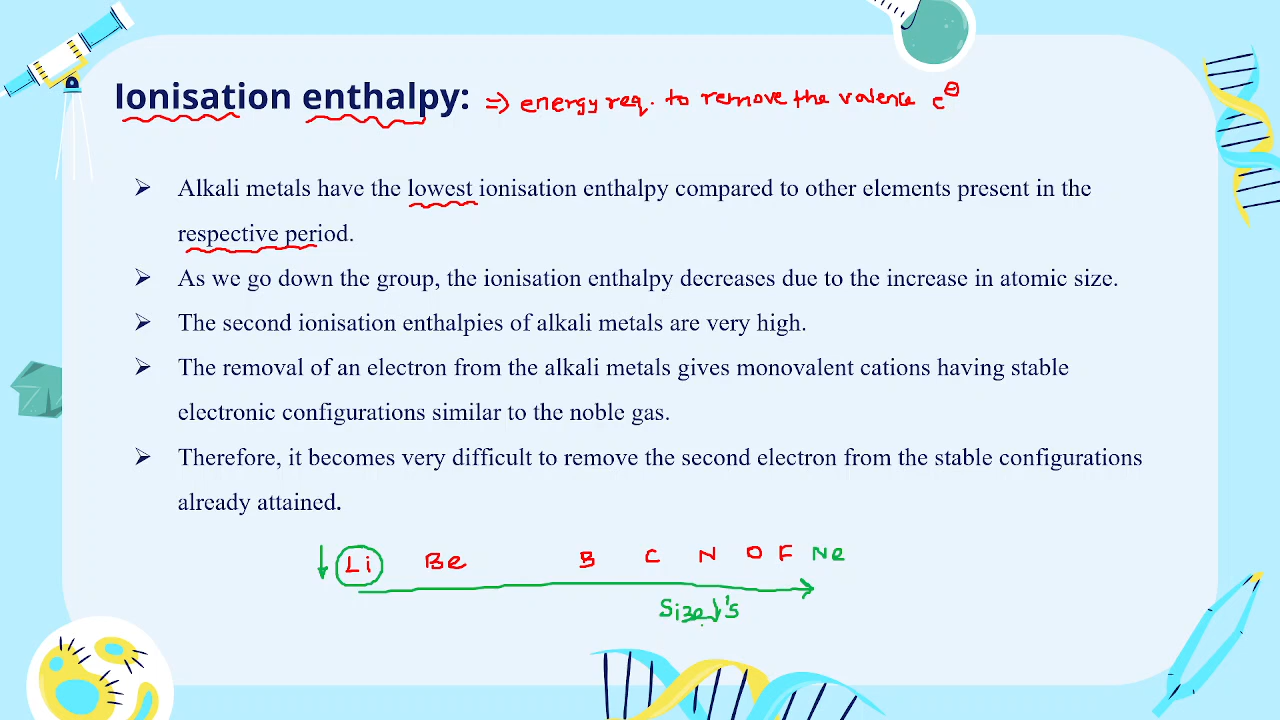 Ionisation enthalpy: => energy req. to remove the valence e⊖
➢ Alkali metals have the lowest ionisation enthalpy compared to other elements present in the
respective period.
➢ As we go down the group, the ionisation enthalpy decreases due to the increase in atomic size.
➢ The second ionisation enthalpies of alkali metals are very high.
➢ The removal of an electron from the alkali metals gives monovalent cations having stable
electronic configurations similar to the noble gas.
➢ Therefore, it becomes very difficult to remove the second electron from the stable configurations
already attained.
↓ Li Be B C N O F Ne
Size↓'s